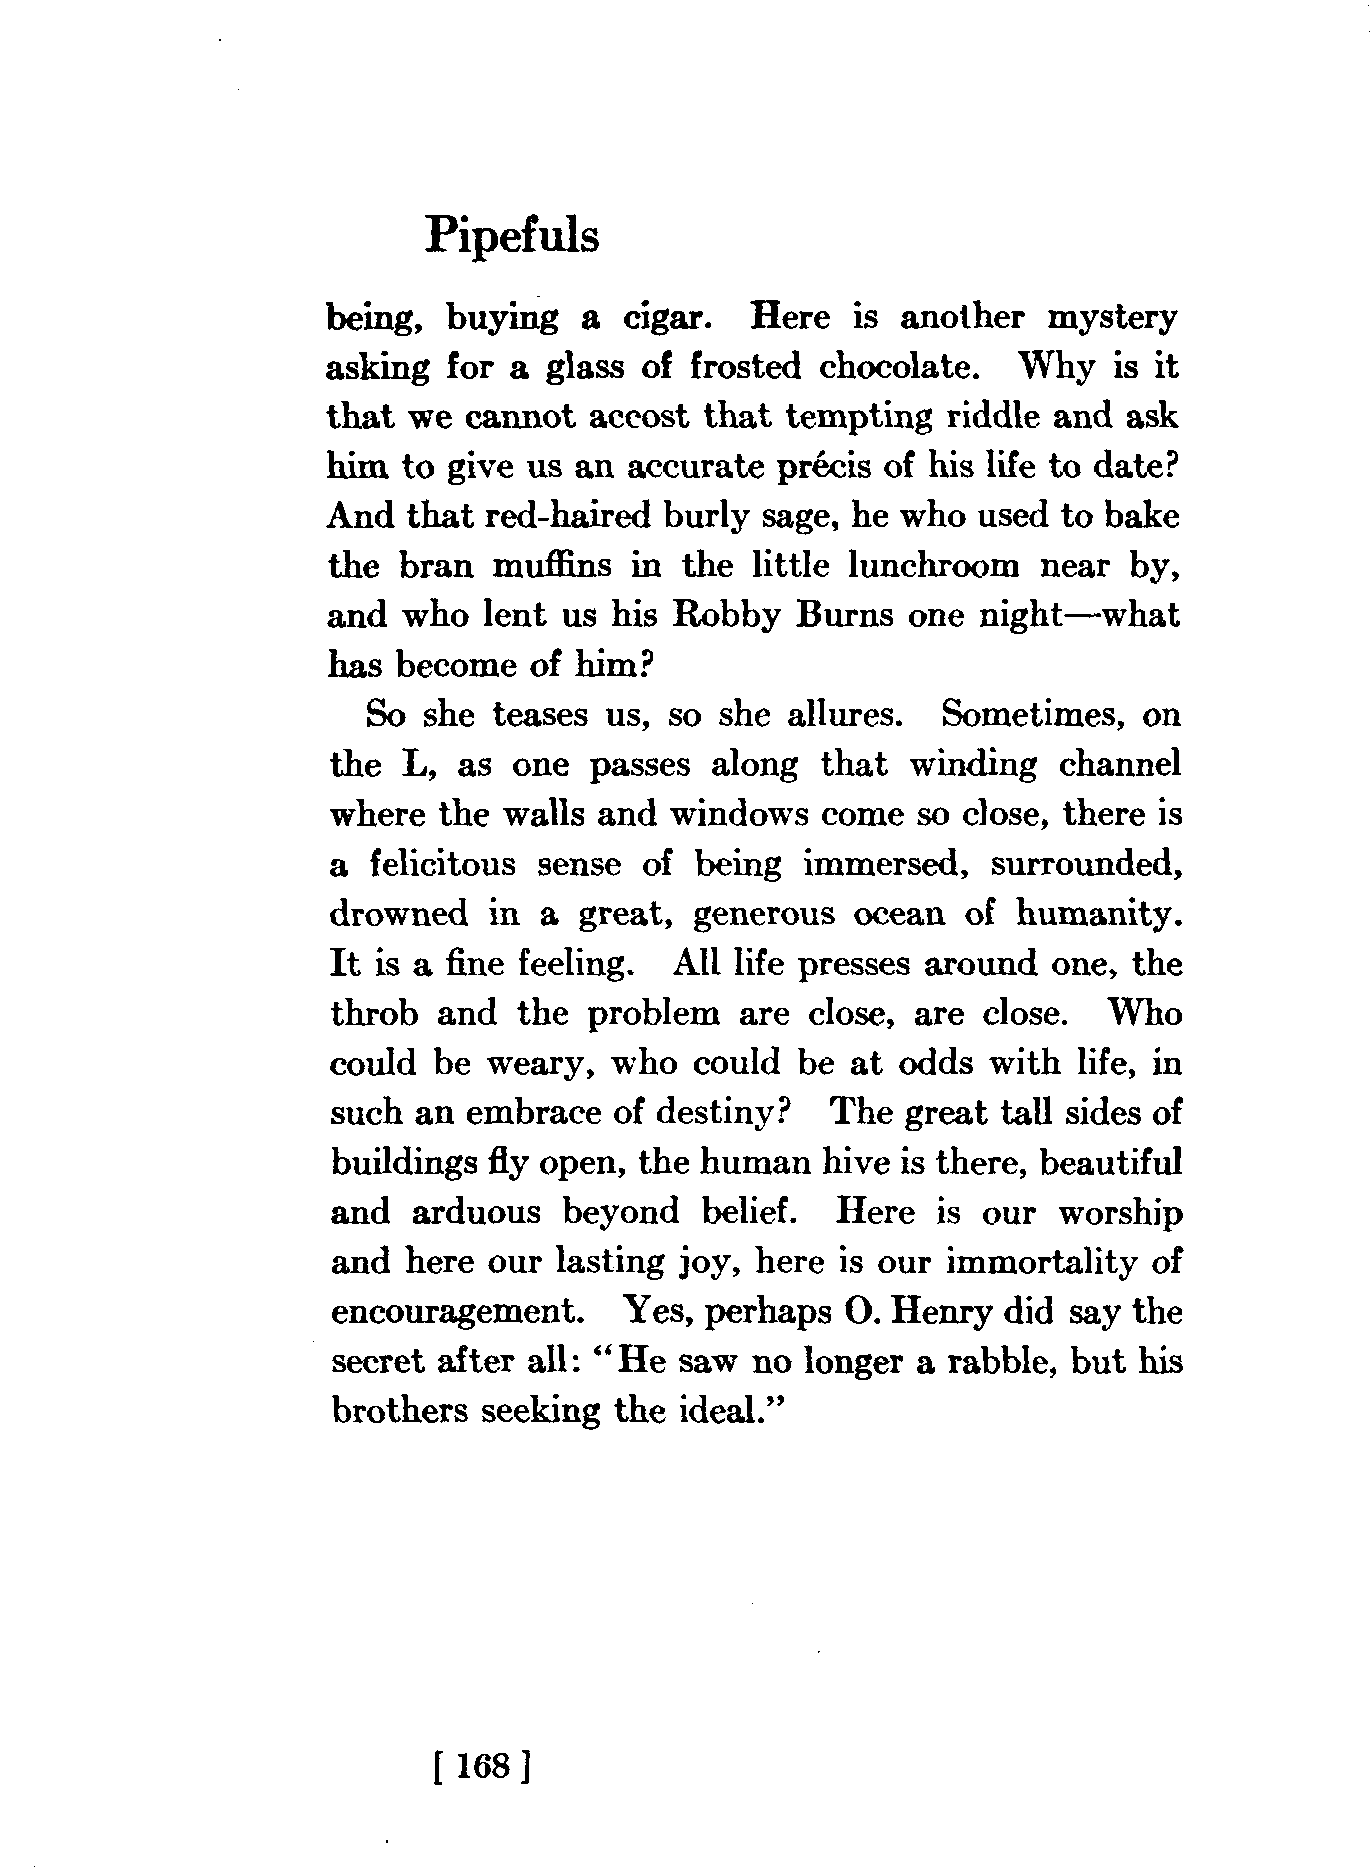 Pipefuls
being, buying a cigar. Here is another mystery
asking for a glass of frosted chocolate. Why is it
that we cannot accost that tempting riddle and ask
him to give us an accurate précis of his life to date?
And that red-haired burly sage, he who used to bake
the bran muffins in the little lunchroom near by,
and who lent us his Robby Burns one night—what
has become of him?
So she teases us, so she allures. Sometimes, on
the L, as one passes along that winding channel
where the walls and windows come so close, there is
a felicitous sense of being immersed, surrounded,
drowned in a great, generous ocean of humanity.
It is a fine feeling. All life presses around one, the
throb and the problem are close, are close. Who
could be weary, who could be at odds with life, in
such an embrace of destiny? The great tall sides of
buildings fly open, the human hive is there, beautiful
and arduous beyond belief. Here is our worship
and here our lasting joy, here is our immortality of
encouragement. Yes, perhaps O. Henry did say the
secret after all: "He saw no longer a rabble, but his
brothers seeking the ideal."
[ 168 ]